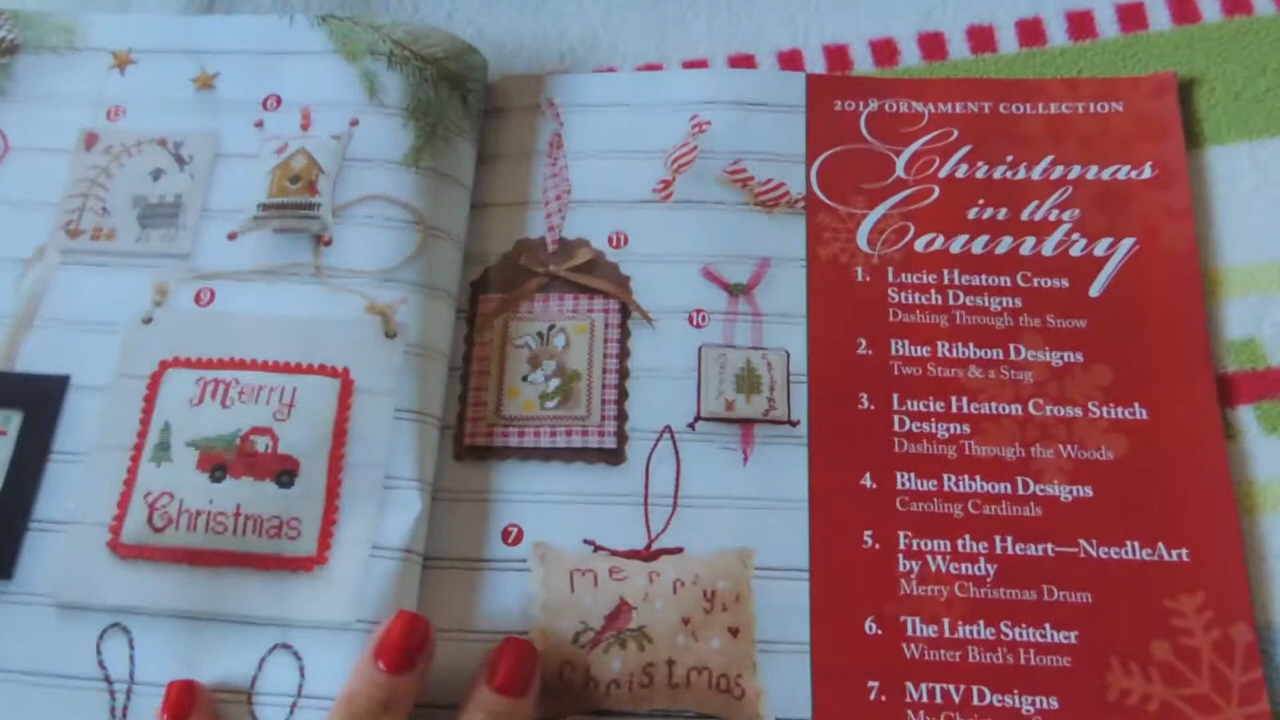 15
6
9
Merry
Christmas
11
10
7
merry
Christmas
2018 ORNAMENT COLLECTION
Christmas
in the
Country
1. Lucie Heaton Cross
Stitch Designs
Dashing Through the Snow
2. Blue Ribbon Designs
Two Stars & a Stag
3. Lucie Heaton Cross Stitch
Designs
Dashing Through the Woods
4. Blue Ribbon Designs
Caroling Cardinals
5. From the Heart—NeedleArt
by Wendy
Merry Christmas Drum
6. The Little Stitcher
Winter Bird's Home
7. MTV Designs